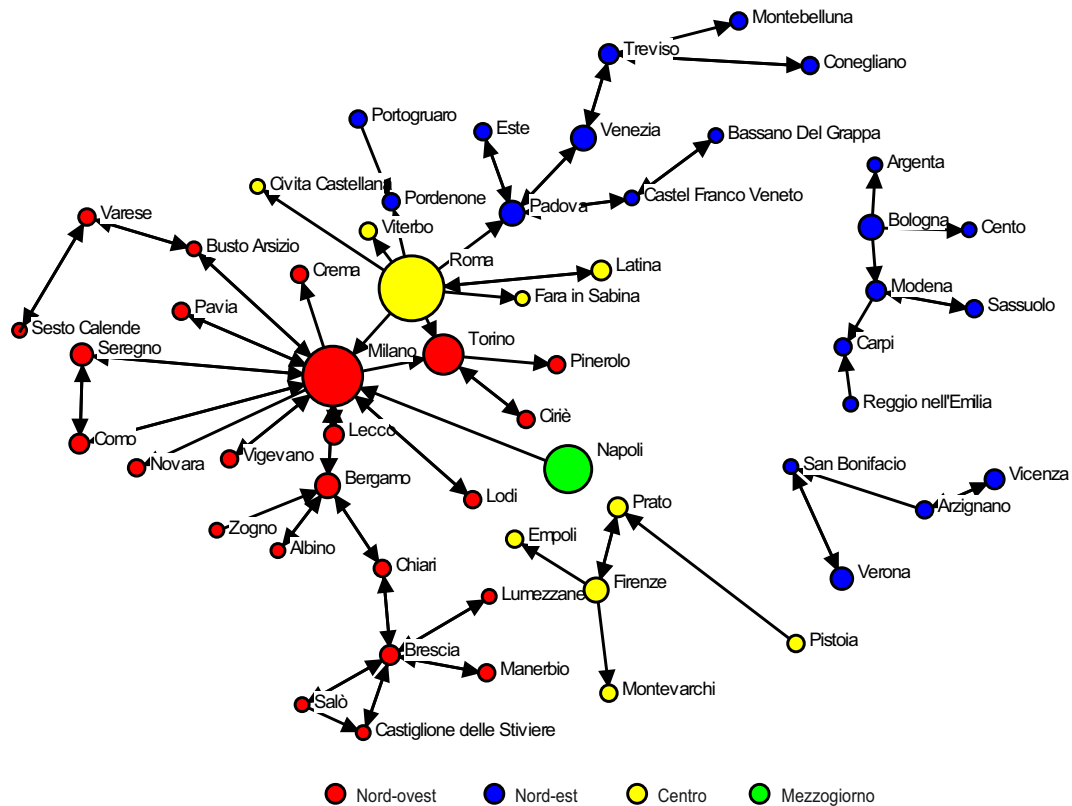 Montebelluna
Treviso
Conegliano
Portogruaro
Este
Venezia
Bassano Del Grappa
Argenta
Civita Castellana
Pordenone
Padova
Castel Franco Veneto
Varese
Viterbo
Bologna
Cento
Busto Arsizio
Roma
Crema
Latina
Modena
Fara in Sabina
Pavia
Sassuolo
Sesto Calende
Seregno
Milano
Torino
Carpi
Pinerolo
Reggio nell'Emilia
Ciriè
Como
Lecco
Novara
Vigevano
Napoli
San Bonifacio
Vicenza
Bergamo
Lodi
Prato
Arzignano
Zogno
Albino
Empoli
Chiari
Firenze
Verona
Lumezzane
Brescia
Pistoia
Manerbio
Montevarchi
Salò
Castiglione delle Stiviere
Nord-ovest
Nord-est
Centro
Mezzogiorno